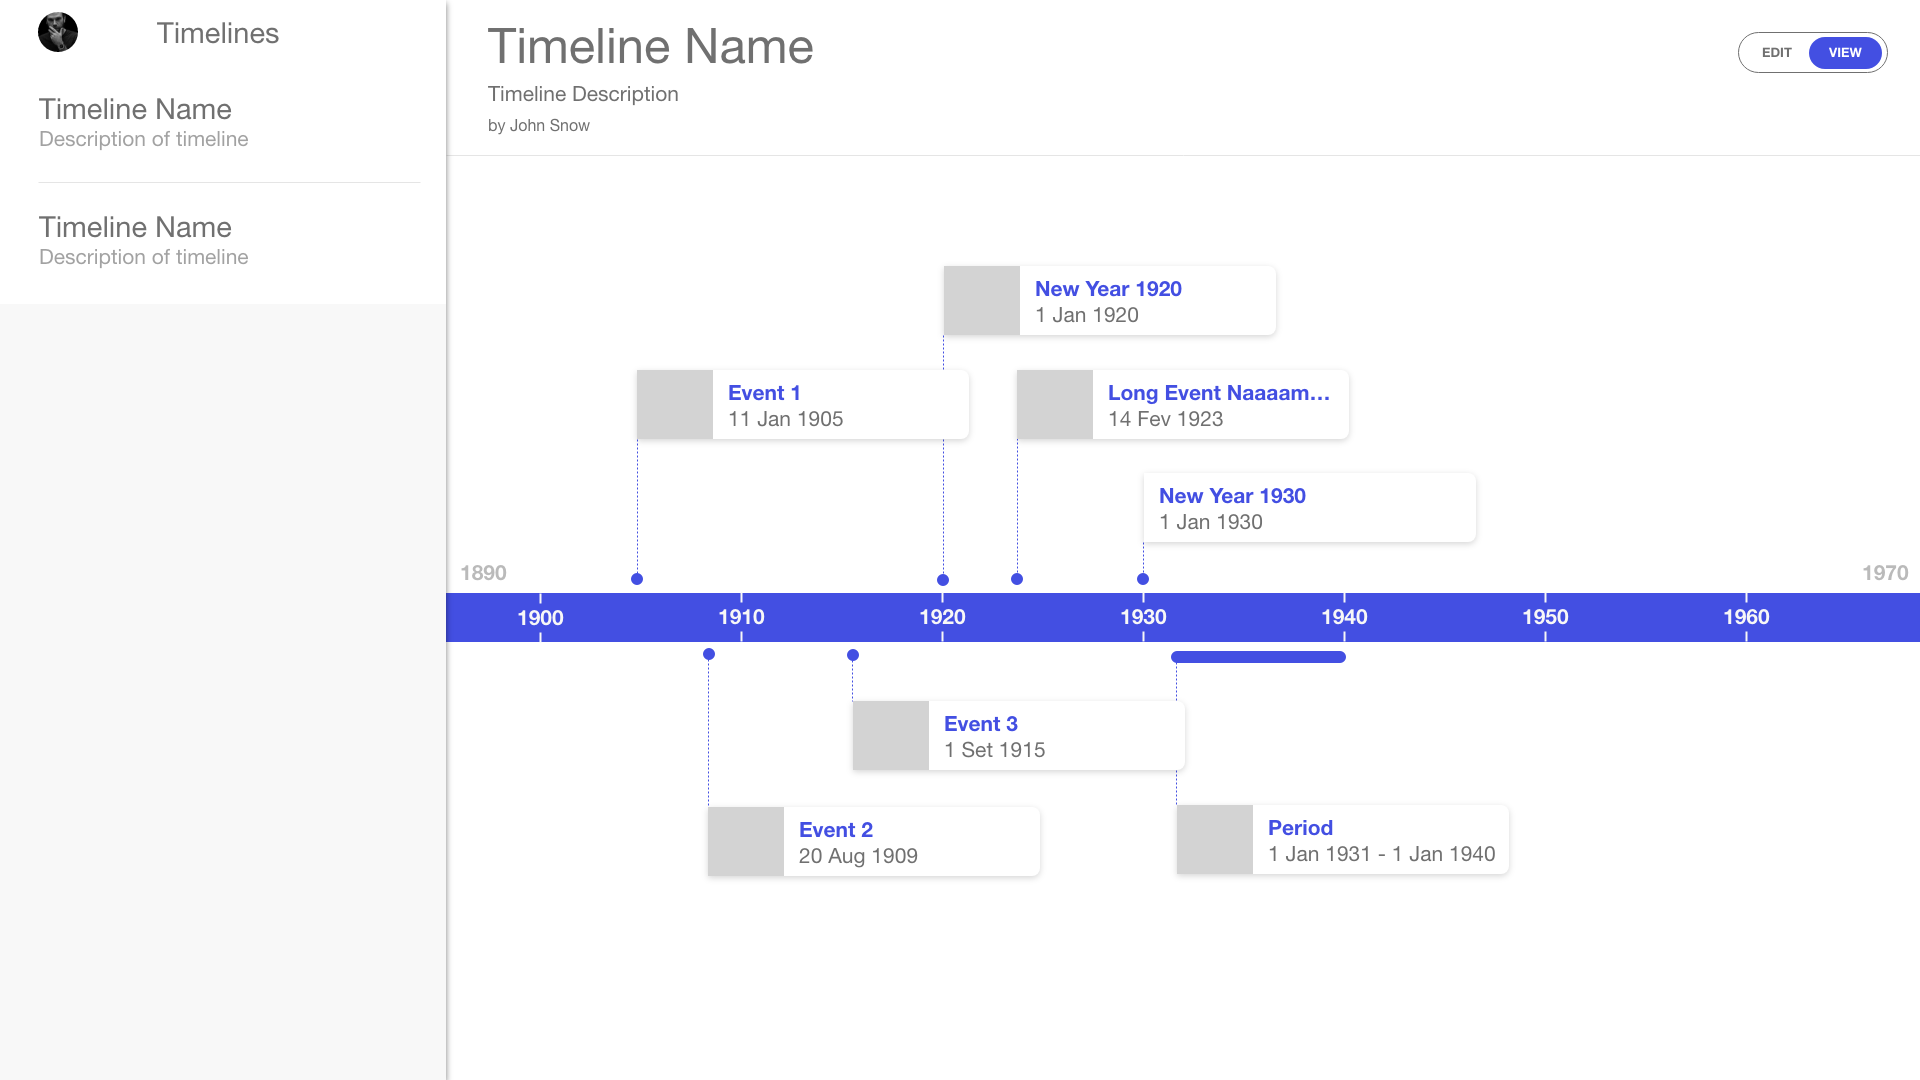 Timelines
Timeline Name
Description of timeline
Timeline Name
Description of timeline
Timeline Name
Timeline Description
by John Snow
EDIT
VIEW
New Year 1920
1 Jan 1920
Event 1
11 Jan 1905
Long Event Naaaam...
14 Fev 1923
New Year 1930
1 Jan 1930
1890
1970
1900
1910
1920
1930
1940
1950
1960
Event 3
1 Set 1915
Event 2
20 Aug 1909
Period
1 Jan 1931 - 1 Jan 1940